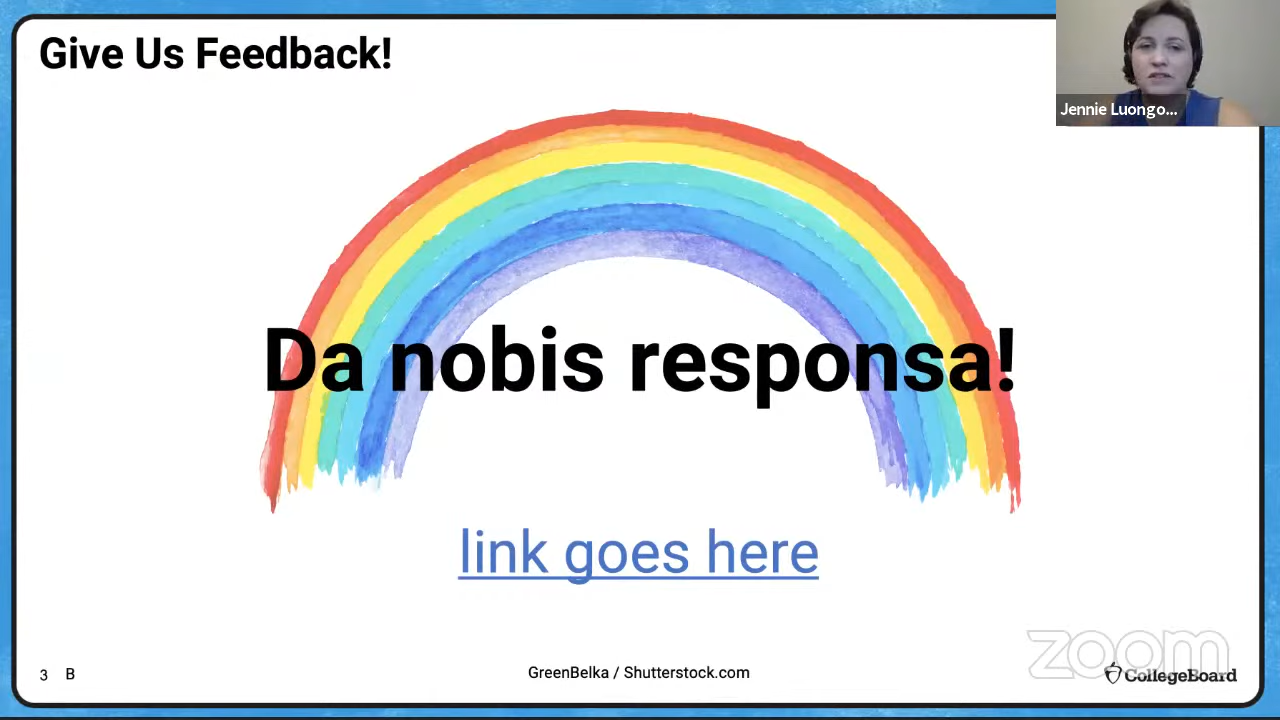 Give Us Feedback!
Jennie Luongo...
Da nobis responsa!
link goes here
3 B
GreenBelka / Shutterstock.com
zoom
CollegeBoard